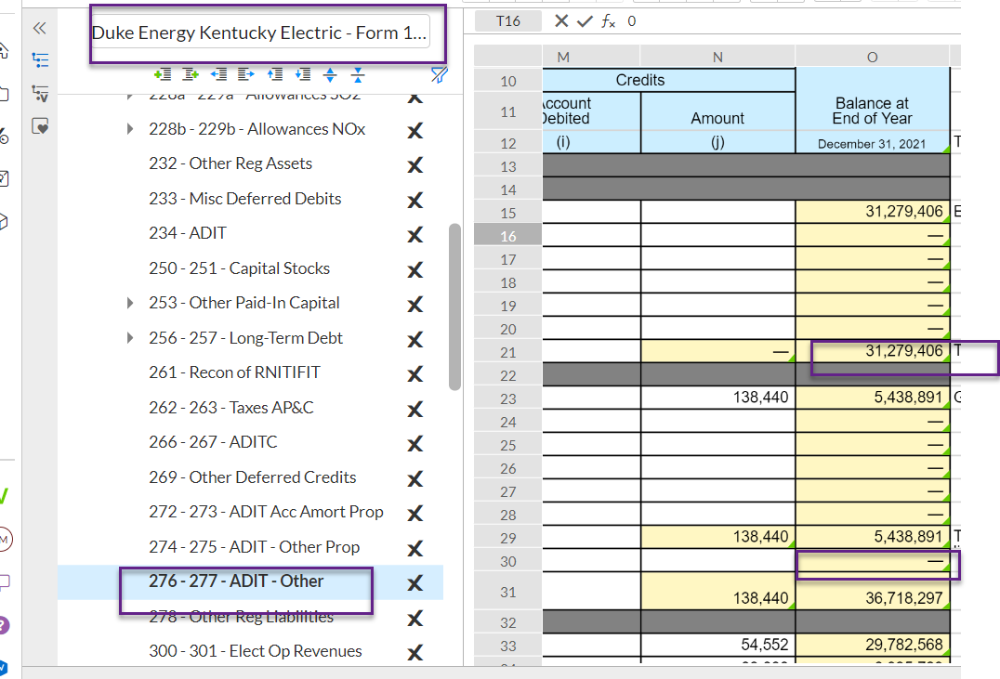 Duke Energy Kentucky Electric - Form 1...
228a - 229a - Allowances SO2
228b - 229b - Allowances NOx
232 - Other Reg Assets
233 - Misc Deferred Debits
234 - ADIT
250 - 251 - Capital Stocks
253 - Other Paid-In Capital
256 - 257 - Long-Term Debt
261 - Recon of RNITIFIT
262 - 263 - Taxes AP&C
266 - 267 - ADITC
269 - Other Deferred Credits
272 - 273 - ADIT Acc Amort Prop
274 - 275 - ADIT - Other Prop
276 - 277 - ADIT - Other
278 - Other Reg Liabilities
300 - 301 - Elect Op Revenues
T16 fx 0
M N O
10 Credits
11 Account Debited Amount Balance at End of Year
12 (i) (j) December 31, 2021 T
13
14
15 31,279,406 E
16 —
17 —
18 —
19 —
20 —
21 — 31,279,406 T
22
23 138,440 5,438,891 G
24 —
25 —
26 —
27 —
28 —
29 138,440 5,438,891 T
30 —
31 138,440 36,718,297
32
33 54,552 29,782,568